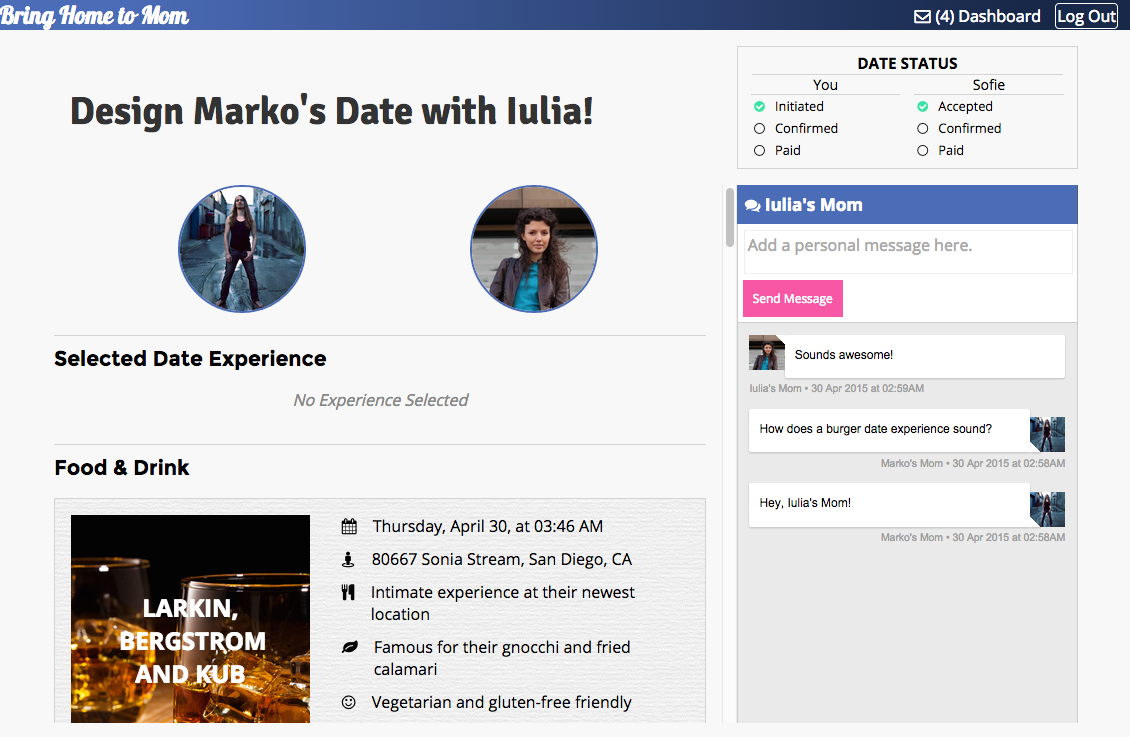 Bring Home to Mom
(4) Dashboard Log Out
Design Marko's Date with Iulia!
Selected Date Experience
No Experience Selected
Food & Drink
LARKIN,
BERGSTROM
AND KUB
Thursday, April 30, at 03:46 AM
80667 Sonia Stream, San Diego, CA
Intimate experience at their newest
location
Famous for their gnocchi and fried
calamari
Vegetarian and gluten-free friendly
DATE STATUS
You Sofie
Initiated Accepted
Confirmed Confirmed
Paid Paid
Iulia's Mom
Add a personal message here.
Send Message
Sounds awesome!
Iulia's Mom • 30 Apr 2015 at 02:59AM
How does a burger date experience sound?
Marko's Mom • 30 Apr 2015 at 02:58AM
Hey, Iulia's Mom!
Marko's Mom • 30 Apr 2015 at 02:58AM